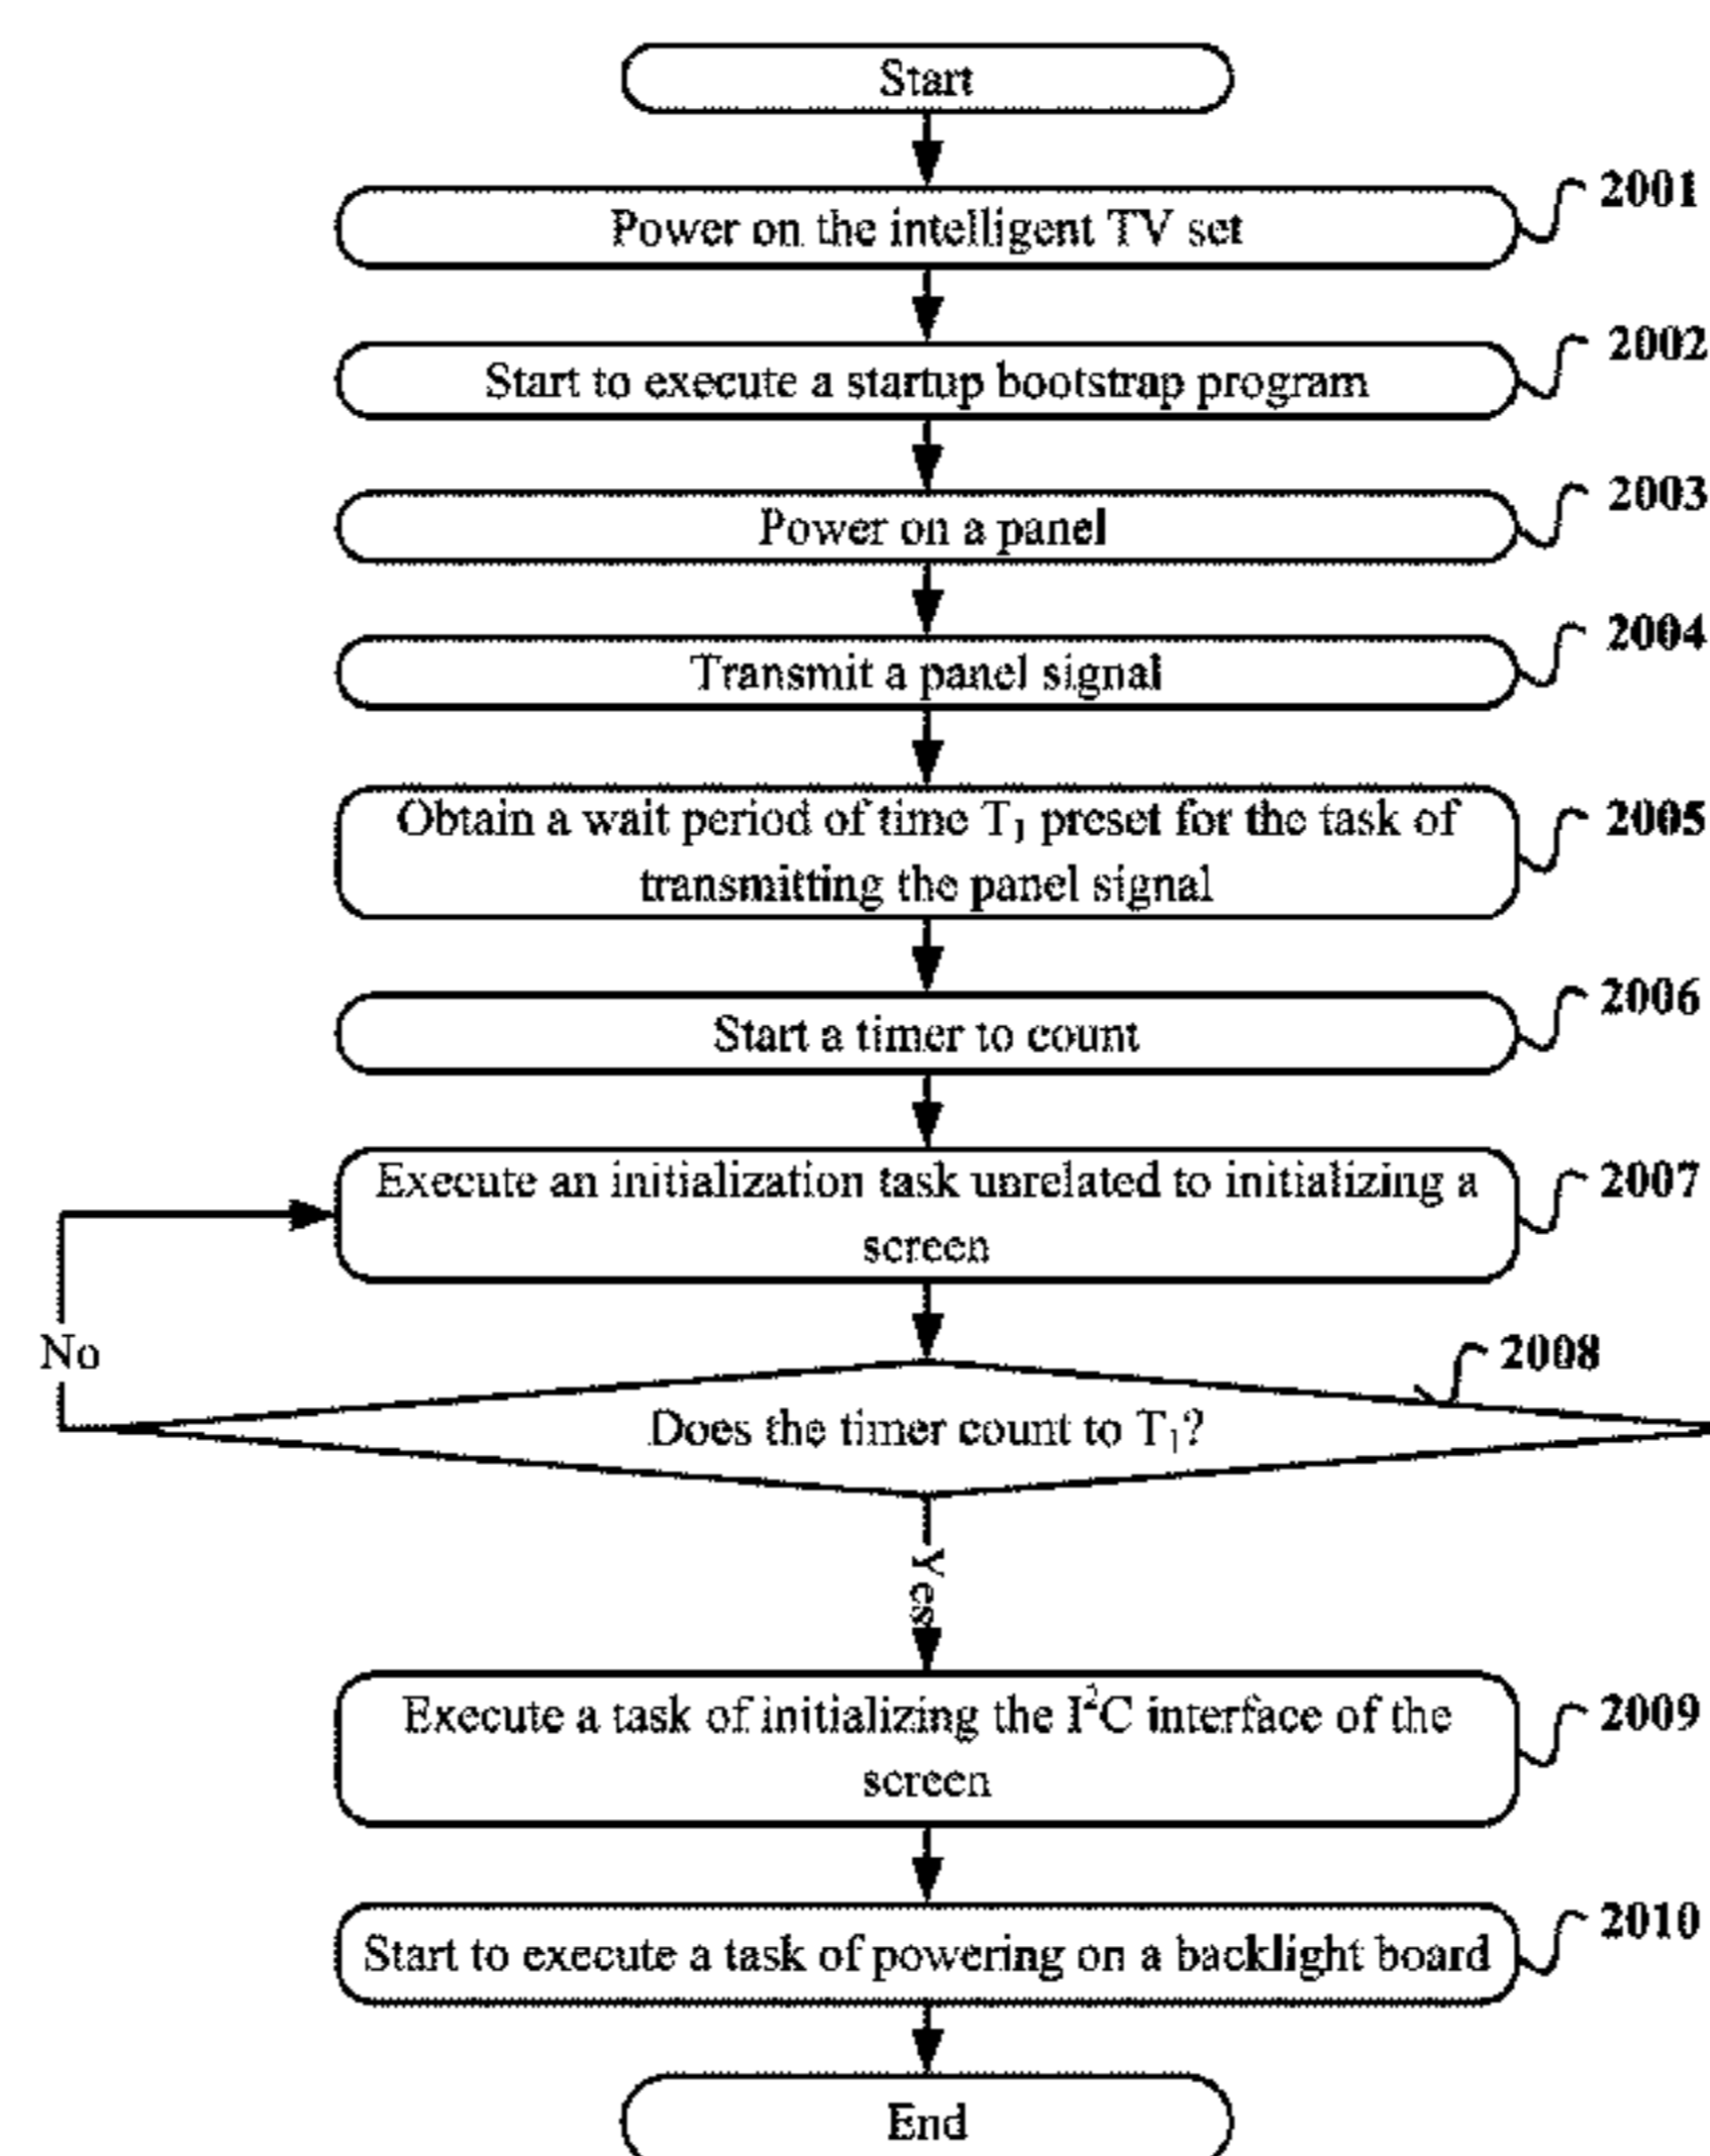 Start
2001
Power on the intelligent TV set
2002
Start to execute a startup bootstrap program
2003
Power on a panel
2004
Transmit a panel signal
2005
Obtain a wait period of time T₁ preset for the task of
transmitting the panel signal
2006
Start a timer to count
2007
Execute an initialization task unrelated to initializing a
screen
No
2008
Does the timer count to T₁?
Yes
2009
Execute a task of initializing the I²C interface of the
screen
2010
Start to execute a task of powering on a backlight board
End